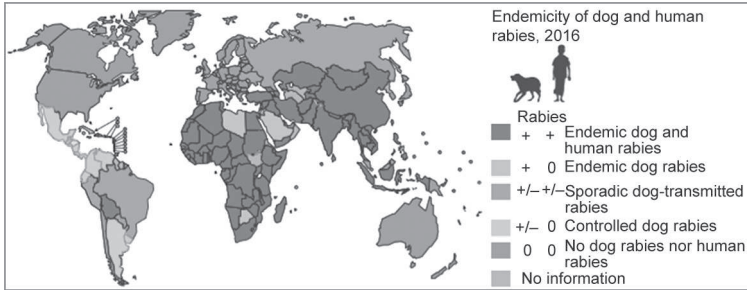 Endemicity of dog and human
rabies, 2016
Rabies
+ + Endemic dog and
human rabies
+ 0 Endemic dog rabies
+/– +/– Sporadic dog-transmitted
rabies
+/– 0 Controlled dog rabies
0 0 No dog rabies nor human
rabies
No information